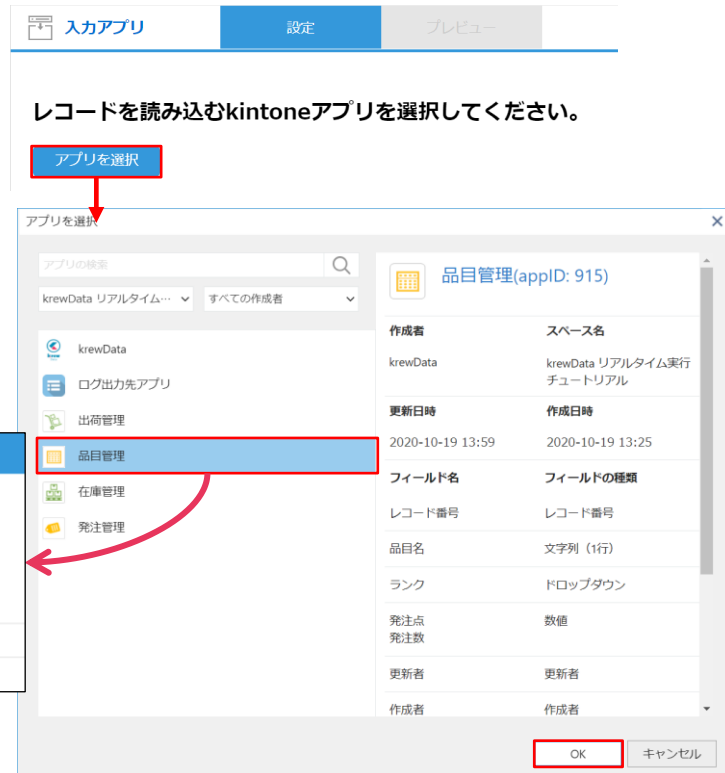 入力アプリ
設定
プレビュー
レコードを読み込むkintoneアプリを選択してください。
アプリを選択
アプリを選択
アプリの検索
krewData リアルタイム…
すべての作成者
krewData
ログ出力先アプリ
出荷管理
品目管理
在庫管理
発注管理
品目管理(appID: 915)
作成者
スペース名
krewData
krewData リアルタイム実行
チュートリアル
更新日時
作成日時
2020-10-19 13:59
2020-10-19 13:25
フィールド名
フィールドの種類
レコード番号
レコード番号
品目名
文字列（1行）
ランク
ドロップダウン
発注点
発注数
数値
更新者
更新者
作成者
作成者
OK
キャンセル